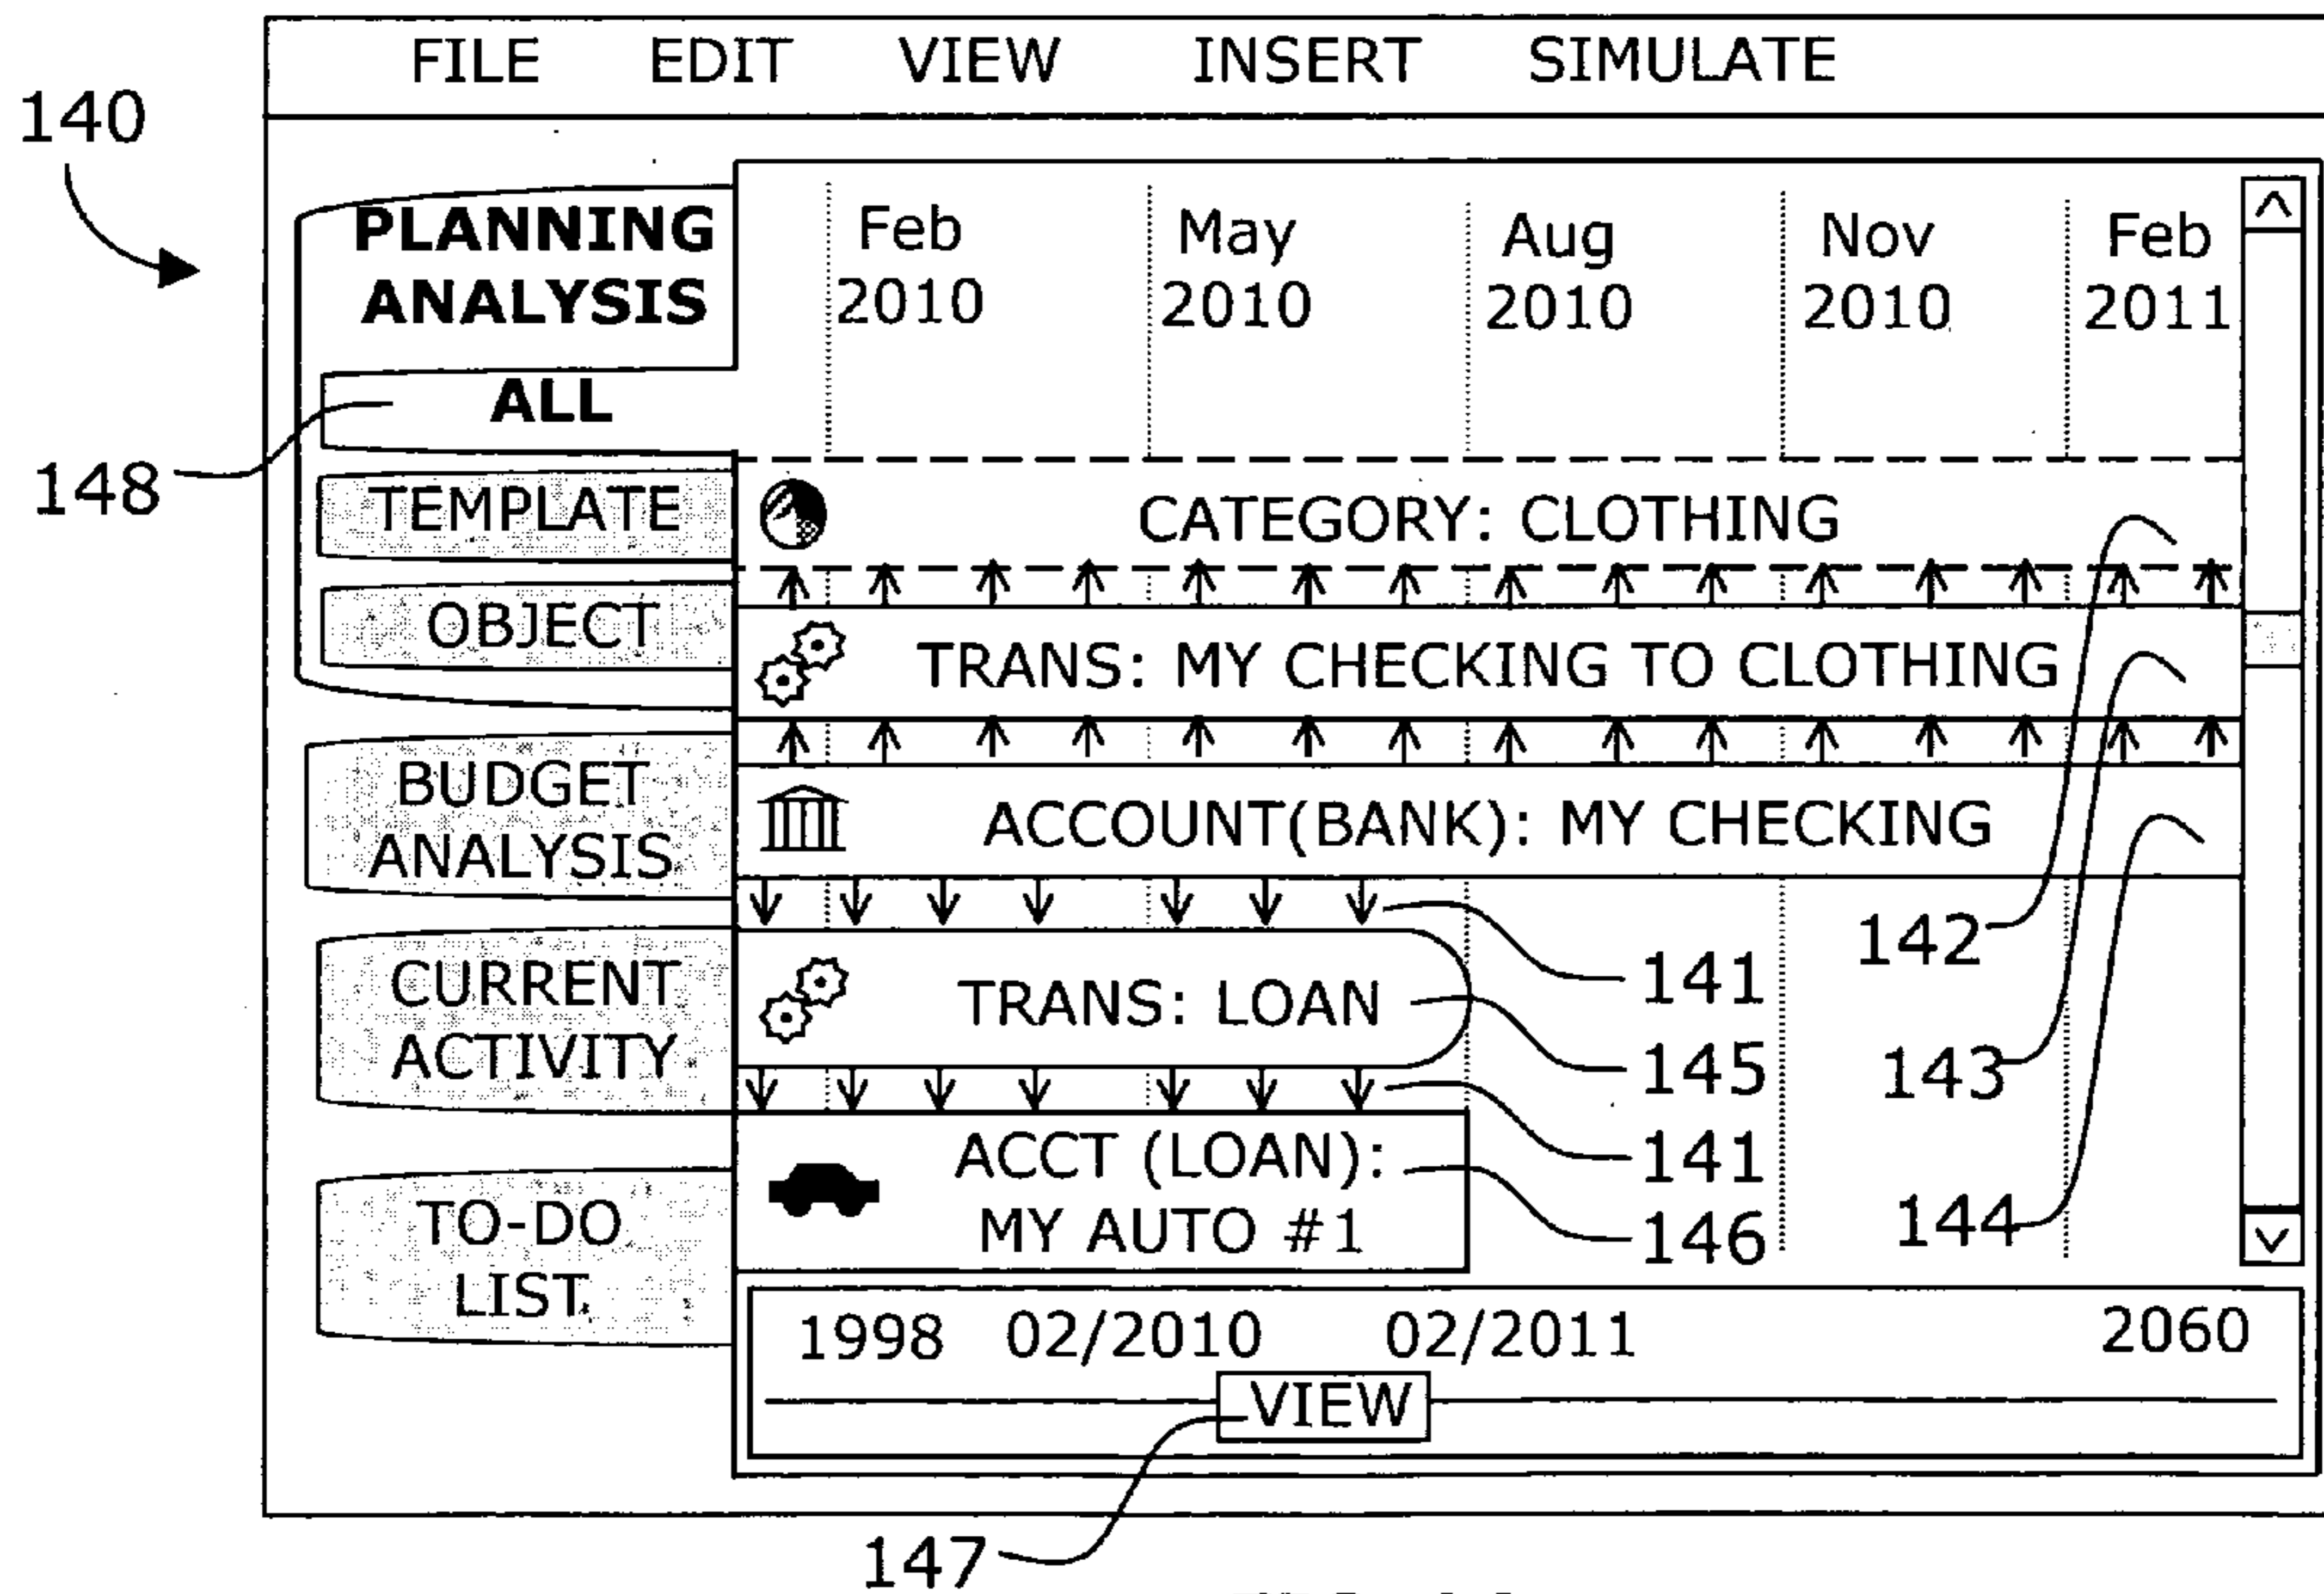 FILE EDIT VIEW INSERT SIMULATE
140
PLANNING
ANALYSIS
ALL
148
TEMPLATE
OBJECT
BUDGET
ANALYSIS
CURRENT
ACTIVITY
TO-DO
LIST
Feb
2010
May
2010
Aug
2010
Nov
2010
Feb
2011
CATEGORY: CLOTHING
TRANS: MY CHECKING TO CLOTHING
ACCOUNT(BANK): MY CHECKING
TRANS: LOAN
ACCT (LOAN):
MY AUTO #1
141
145
141
146
142
143
144
1998 02/2010 02/2011 2060
VIEW
147